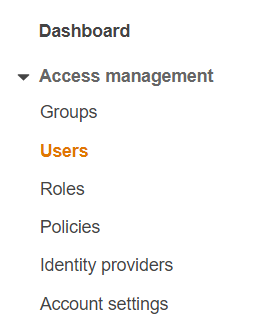 Dashboard
Access management
Groups
Users
Roles
Policies
Identity providers
Account settings